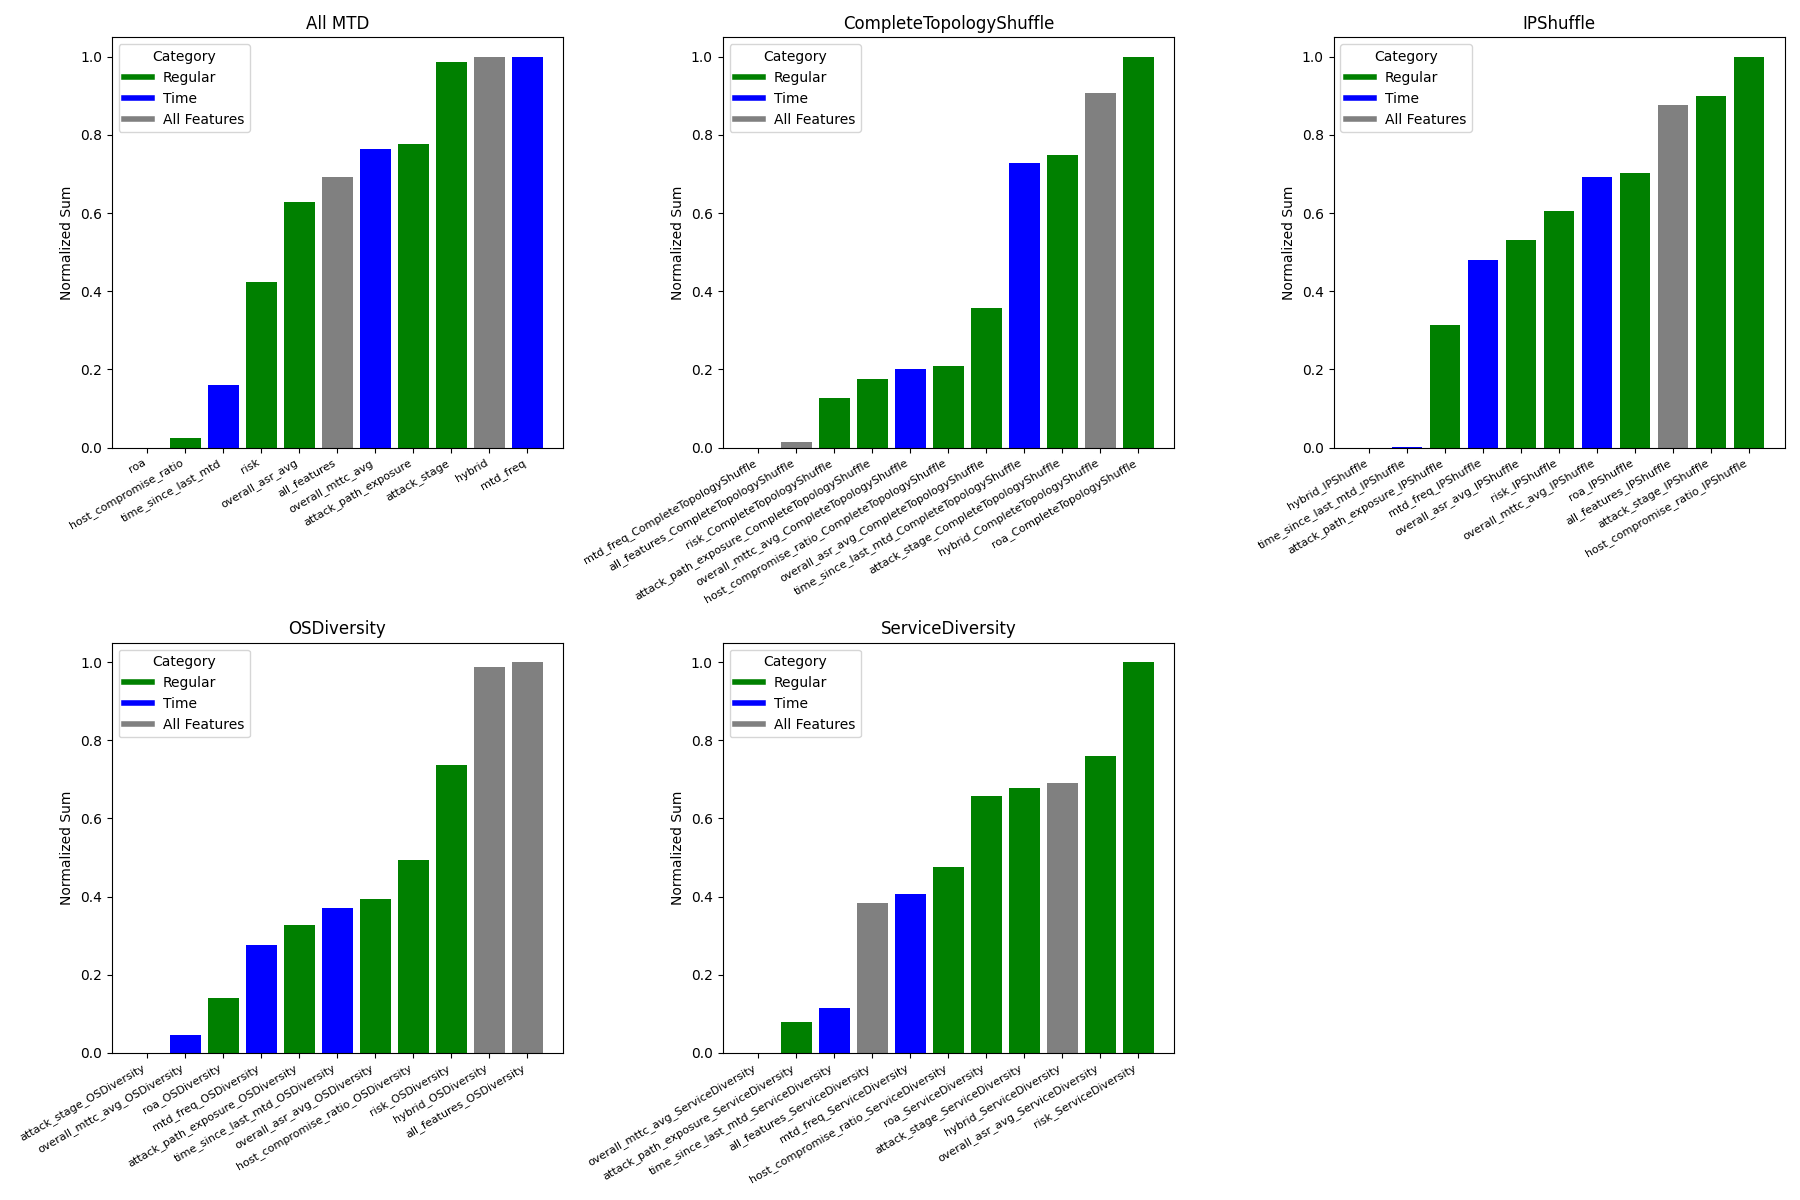 All MTD
Category
Regular
Time
All Features
Normalized Sum
1.0
0.8
0.6
0.4
0.2
0.0
roa
host_compromise_ratio
time_since_last_mtd
risk
overall_asr_avg
all_features
overall_mttc_avg
attack_path_exposure
attack_stage
hybrid
mtd_freq
CompleteTopologyShuffle
Category
Regular
Time
All Features
Normalized Sum
1.0
0.8
0.6
0.4
0.2
0.0
mtd_freq_CompleteTopologyShuffle
all_features_CompleteTopologyShuffle
risk_CompleteTopologyShuffle
attack_path_exposure_CompleteTopologyShuffle
overall_mttc_avg_CompleteTopologyShuffle
host_compromise_ratio_CompleteTopologyShuffle
overall_asr_avg_CompleteTopologyShuffle
time_since_last_mtd_CompleteTopologyShuffle
attack_stage_CompleteTopologyShuffle
hybrid_CompleteTopologyShuffle
roa_CompleteTopologyShuffle
IPShuffle
Category
Regular
Time
All Features
Normalized Sum
1.0
0.8
0.6
0.4
0.2
0.0
hybrid_IPShuffle
time_since_last_mtd_IPShuffle
attack_path_exposure_IPShuffle
mtd_freq_IPShuffle
overall_asr_avg_IPShuffle
risk_IPShuffle
overall_mttc_avg_IPShuffle
roa_IPShuffle
all_features_IPShuffle
attack_stage_IPShuffle
host_compromise_ratio_IPShuffle
OSDiversity
Category
Regular
Time
All Features
Normalized Sum
1.0
0.8
0.6
0.4
0.2
0.0
attack_stage_OSDiversity
overall_mttc_avg_OSDiversity
roa_OSDiversity
mtd_freq_OSDiversity
attack_path_exposure_OSDiversity
time_since_last_mtd_OSDiversity
overall_asr_avg_OSDiversity
host_compromise_ratio_OSDiversity
risk_OSDiversity
hybrid_OSDiversity
all_features_OSDiversity
ServiceDiversity
Category
Regular
Time
All Features
Normalized Sum
1.0
0.8
0.6
0.4
0.2
0.0
overall_mttc_avg_ServiceDiversity
attack_path_exposure_ServiceDiversity
time_since_last_mtd_ServiceDiversity
all_features_ServiceDiversity
mtd_freq_ServiceDiversity
host_compromise_ratio_ServiceDiversity
roa_ServiceDiversity
attack_stage_ServiceDiversity
hybrid_ServiceDiversity
overall_asr_avg_ServiceDiversity
risk_ServiceDiversity